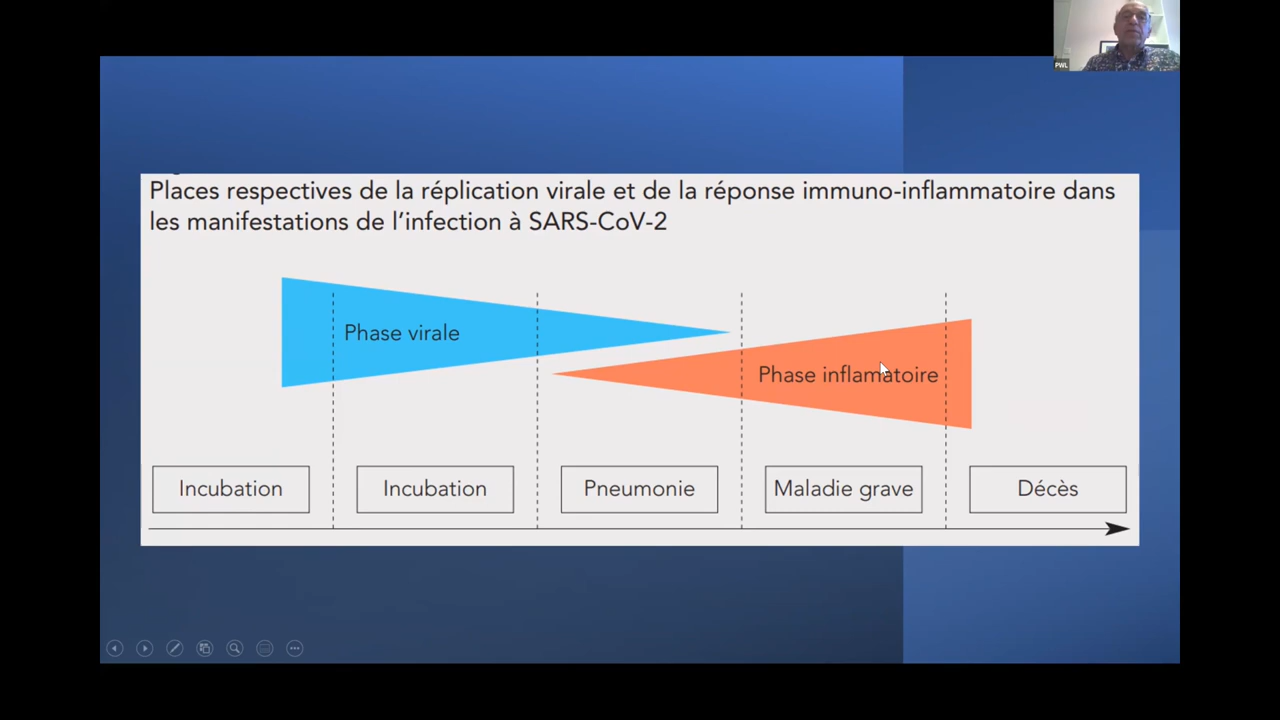 PWL
Places respectives de la réplication virale et de la réponse immuno-inflammatoire dans
les manifestations de l'infection à SARS-CoV-2
Phase virale
Phase inflamatoire
Incubation
Incubation
Pneumonie
Maladie grave
Décès